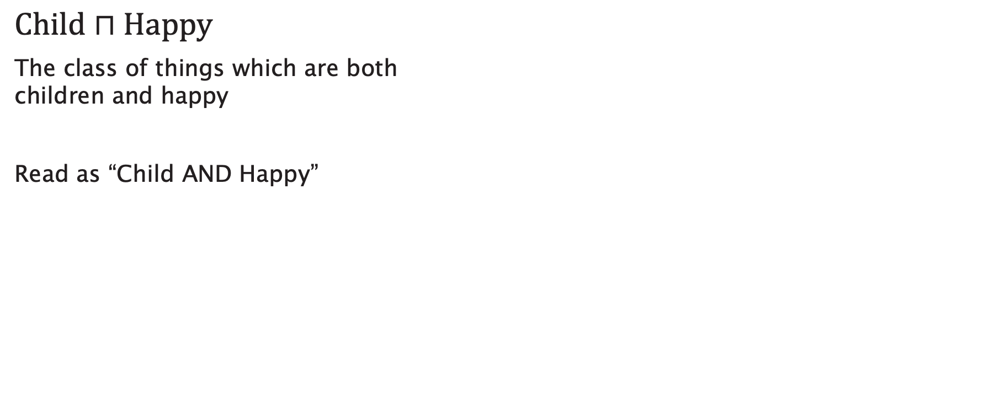 Child ⊓ Happy
The class of things which are both
children and happy
Read as “Child AND Happy”